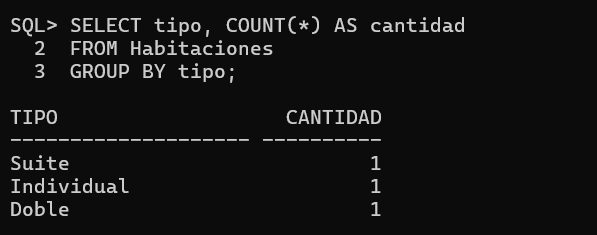 SQL> SELECT tipo, COUNT(*) AS cantidad
  2  FROM Habitaciones
  3  GROUP BY tipo;

TIPO                   CANTIDAD
-------------------- ----------
Suite                         1
Individual                    1
Doble                         1